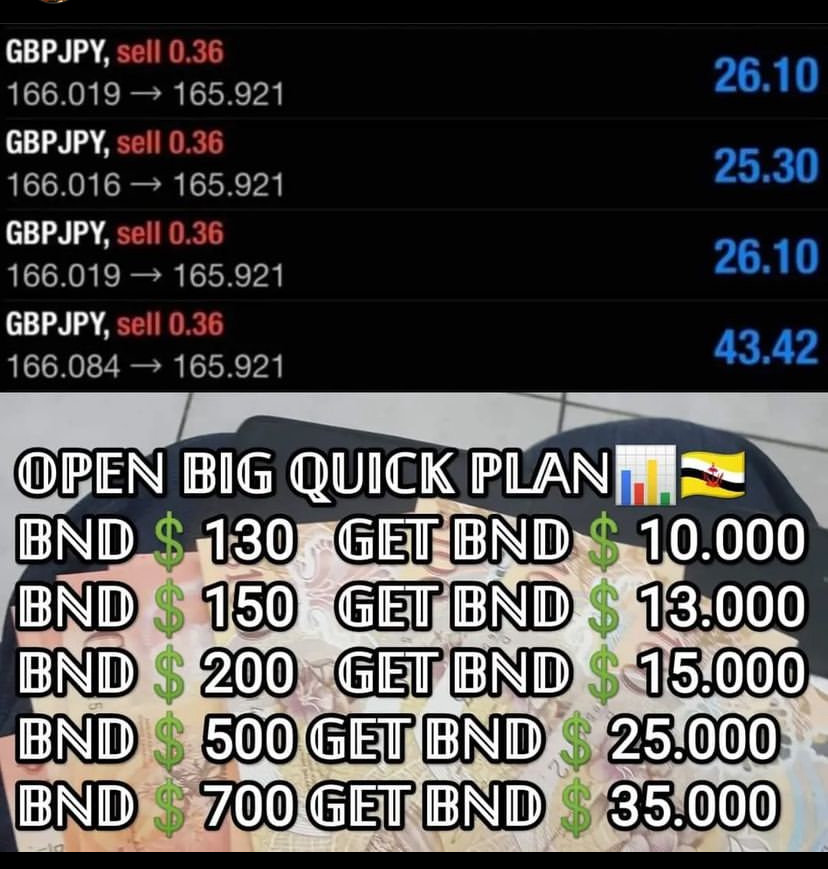 GBPJPY, sell 0.36
166.019 → 165.921
26.10
GBPJPY, sell 0.36
166.016 → 165.921
25.30
GBPJPY, sell 0.36
166.019 → 165.921
26.10
GBPJPY, sell 0.36
166.084 → 165.921
43.42
OPEN BIG QUICK PLAN📊🇧🇳
BND 💲 130 GET BND 💲 10.000
BND 💲 150 GET BND 💲 13.000
BND 💲 200 GET BND 💲 15.000
BND 💲 500 GET BND 💲 25.000
BND 💲 700 GET BND 💲 35.000